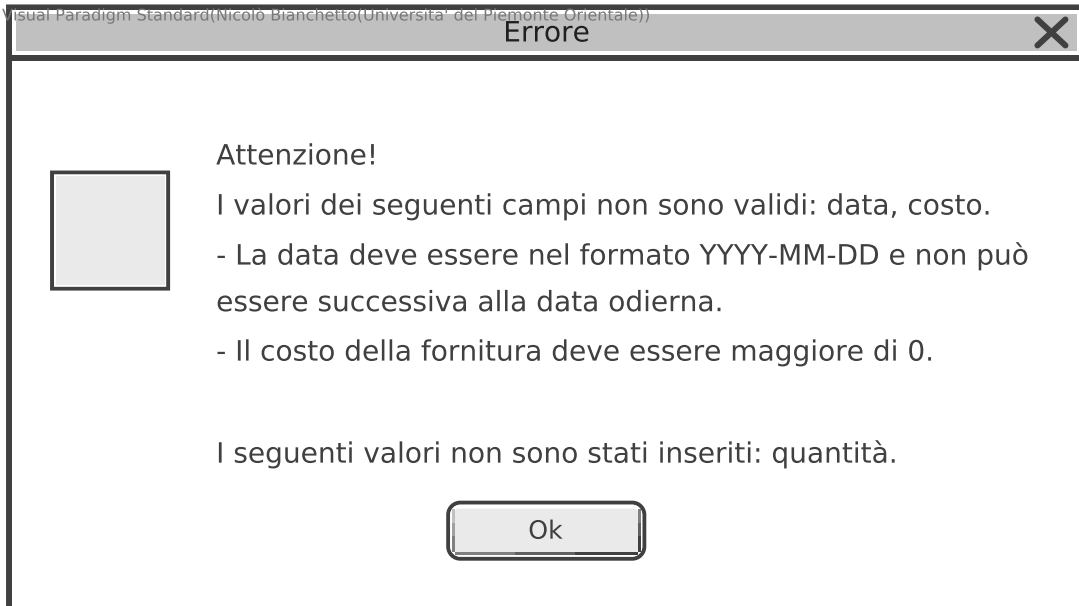 Visual Paradigm Standard(Nicolò Bianchetto(Universita' del Piemonte Orientale))
Errore
Attenzione!
I valori dei seguenti campi non sono validi: data, costo.
- La data deve essere nel formato YYYY-MM-DD e non può
essere successiva alla data odierna.
- Il costo della fornitura deve essere maggiore di 0.
I seguenti valori non sono stati inseriti: quantità.
Ok